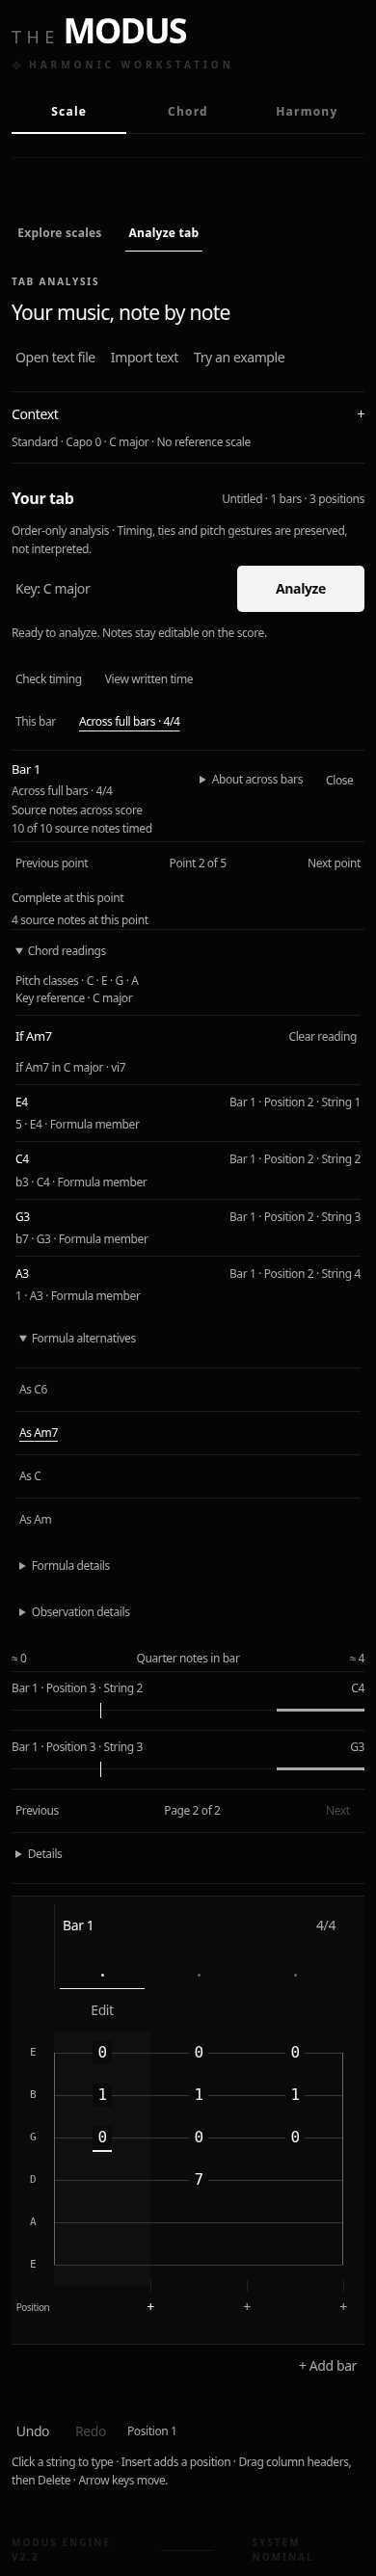 THE MODUS
HARMONIC WORKSTATION
Scale Chord Harmony
Explore scales Analyze tab
TAB ANALYSIS
Your music, note by note
Open text file Import text Try an example
Context +
Standard · Capo 0 · C major · No reference scale
Your tab Untitled · 1 bars · 3 positions
Order-only analysis · Timing, ties and pitch gestures are preserved,
not interpreted.
Key: C major Analyze
Ready to analyze. Notes stay editable on the score.
Check timing View written time
This bar Across full bars · 4/4
Bar 1
▶ About across bars Close
Across full bars · 4/4
Source notes across score
10 of 10 source notes timed
Previous point Point 2 of 5 Next point
Complete at this point
4 source notes at this point
▼ Chord readings
Pitch classes · C · E · G · A
Key reference · C major
If Am7 Clear reading
If Am7 in C major · vi7
E4 Bar 1 · Position 2 · String 1
5 · E4 · Formula member
C4 Bar 1 · Position 2 · String 2
b3 · C4 · Formula member
G3 Bar 1 · Position 2 · String 3
b7 · G3 · Formula member
A3 Bar 1 · Position 2 · String 4
1 · A3 · Formula member
▼ Formula alternatives
As C6
As Am7
As C
As Am
▶ Formula details
▶ Observation details
≈ 0 Quarter notes in bar ≈ 4
Bar 1 · Position 3 · String 2 C4
Bar 1 · Position 3 · String 3 G3
Previous Page 2 of 2 Next
▶ Details
Bar 1 4/4
Edit
E 0 0 0
B 1 1 1
G 0 0 0
D 7
A
E
Position + + +
+ Add bar
Undo Redo Position 1
Click a string to type · Insert adds a position · Drag column headers,
then Delete · Arrow keys move.
MODUS ENGINE
V2.2
SYSTEM
NOMINAL